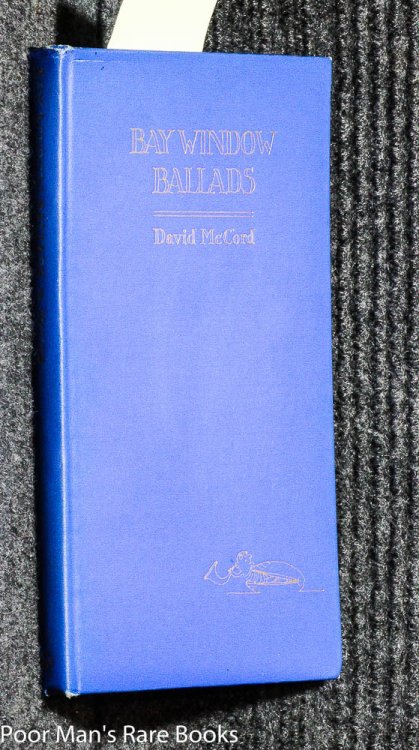 BAY WINDOW
BALLADS
David McCord
Poor Man's Rare Books